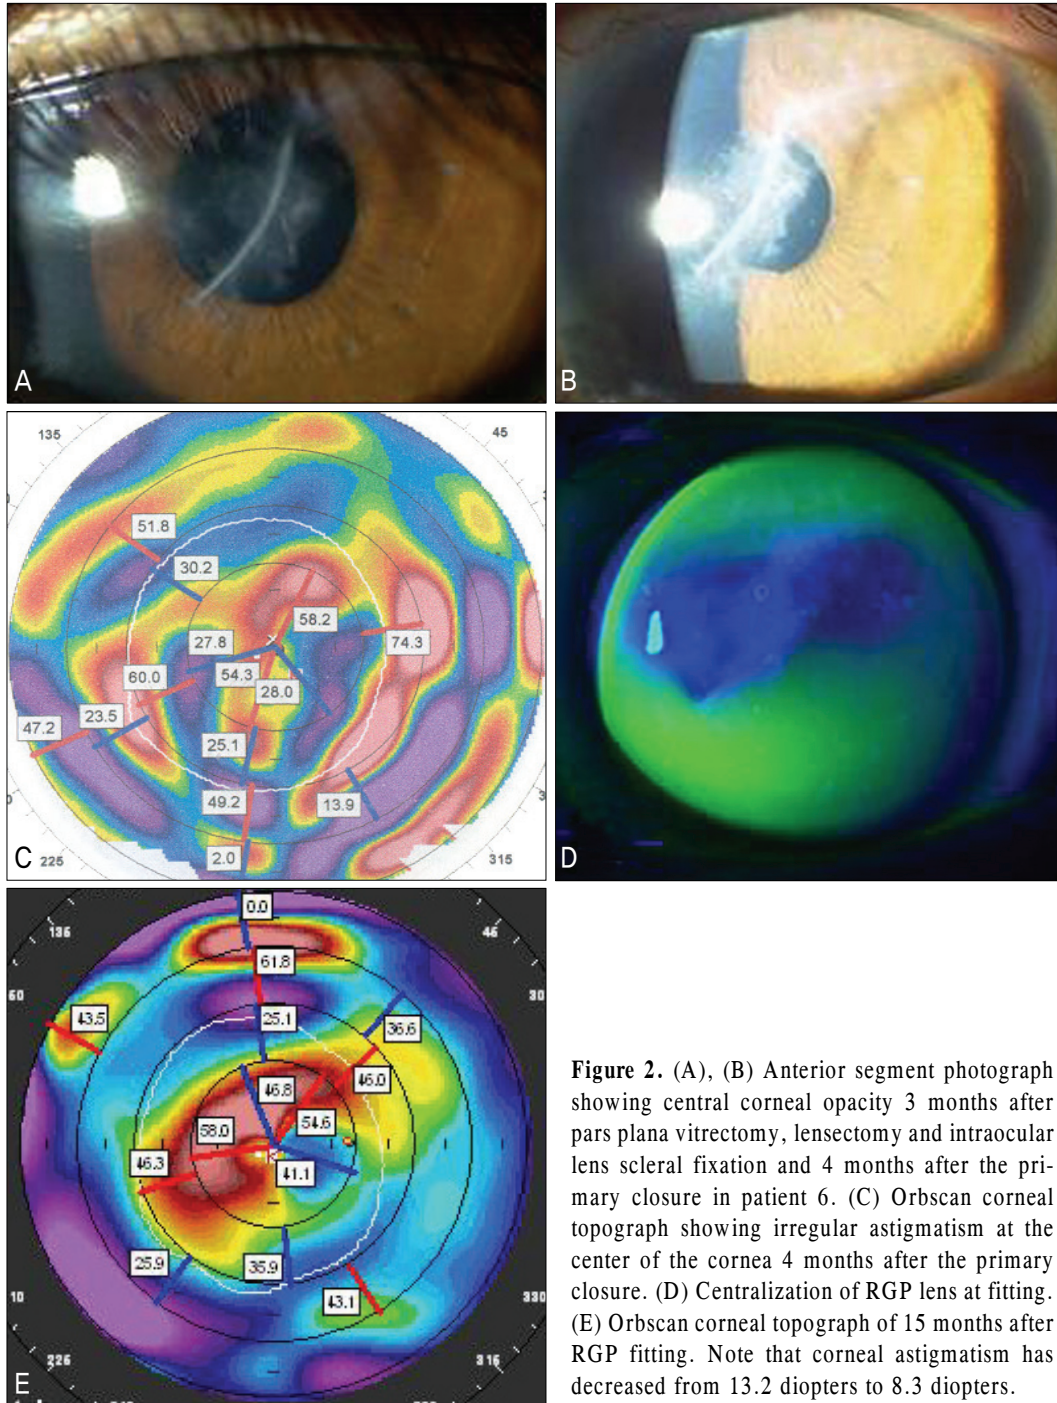 A
B
135
45
51.8
30.2
58.2
27.8
74.3
60.0
54.3
28.0
47.2
23.5
25.1
49.2
13.9
2.0
225
315
C
D
0.0
135
45
61.8
60
30
43.5
25.1
36.6
46.8
46.0
58.0
54.6
46.3
41.1
25.9
35.9
43.1
10
330
225
315
E
Figure 2. (A), (B) Anterior segment photograph
showing central corneal opacity 3 months after
pars plana vitrectomy, lensectomy and intraocular
lens scleral fixation and 4 months after the pri-
mary closure in patient 6. (C) Orbscan corneal
topograph showing irregular astigmatism at the
center of the cornea 4 months after the primary
closure. (D) Centralization of RGP lens at fitting.
(E) Orbscan corneal topograph of 15 months after
RGP fitting. Note that corneal astigmatism has
decreased from 13.2 diopters to 8.3 diopters.